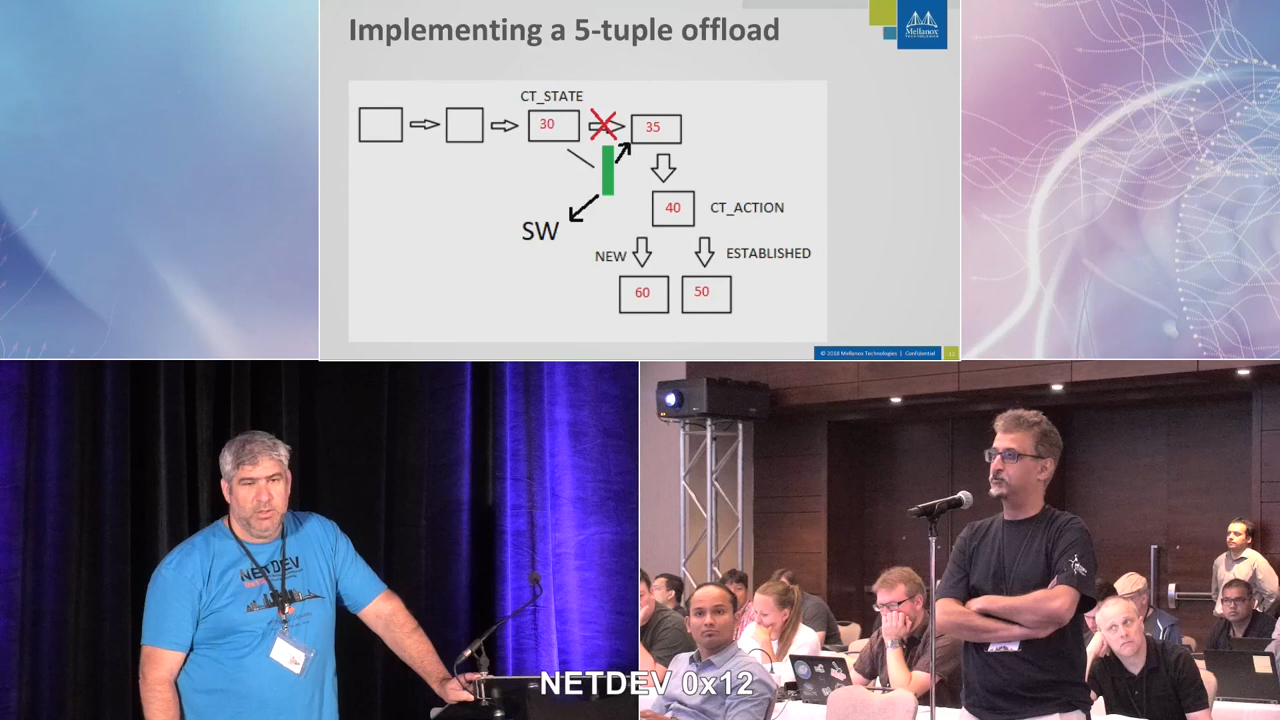 Implementing a 5-tuple offload
Mellanox
TECHNOLOGIES
CT_STATE
30
35
40
CT_ACTION
SW
NEW
ESTABLISHED
60
50
© 2018 Mellanox Technologies | Confidential
NETDEV
NETDEV 0x12